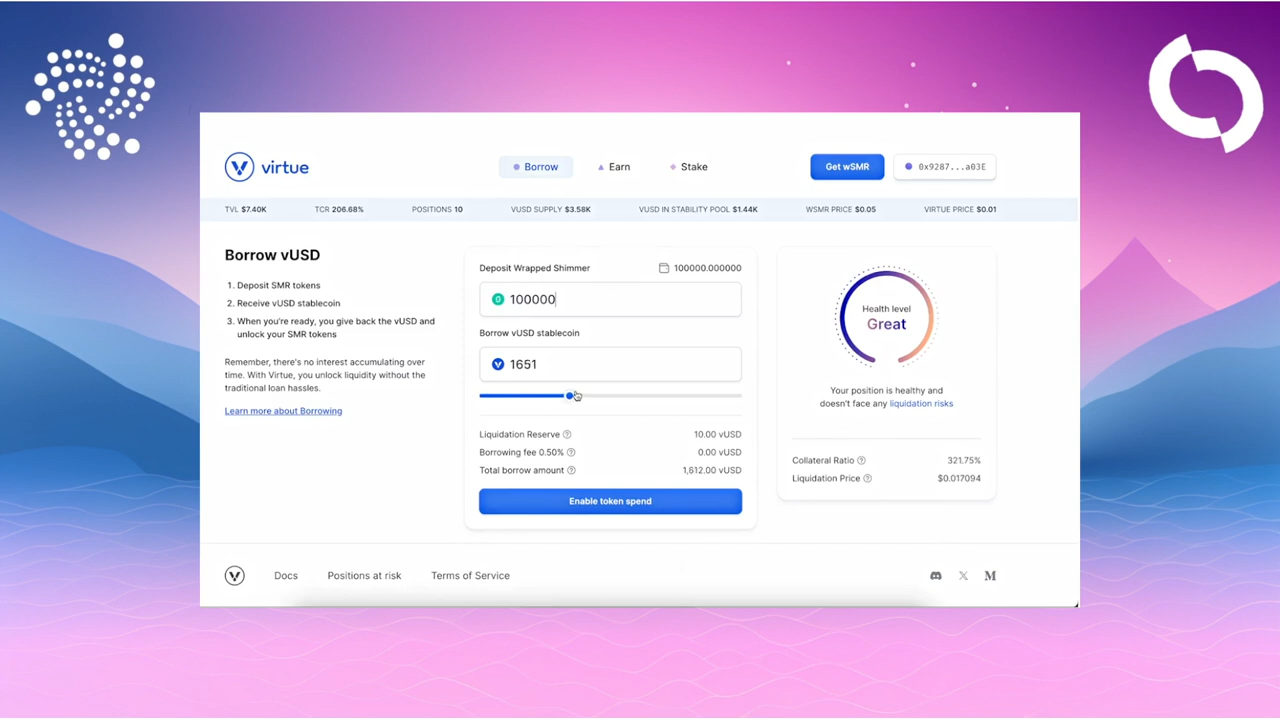 virtue
Borrow
Earn
Stake
Get wSMR
0x9287...a03E
TVL $7.40K
TCR 206.68%
POSITIONS 10
VUSD SUPPLY $3.58K
VUSD IN STABILITY POOL $1.44K
WSMR PRICE $0.05
VIRTUE PRICE $0.01
Borrow vUSD
1. Deposit SMR tokens
2. Receive vUSD stablecoin
3. When you're ready, you give back the vUSD and
unlock your SMR tokens
Remember, there's no interest accumulating over
time. With Virtue, you unlock liquidity without the
traditional loan hassles.
Learn more about Borrowing
Deposit Wrapped Shimmer
100000.000000
100000
Borrow vUSD stablecoin
1651
Liquidation Reserve
10.00 vUSD
Borrowing fee 0.50%
0.00 vUSD
Total borrow amount
1,612.00 vUSD
Enable token spend
Health level
Great
Your position is healthy and
doesn't face any liquidation risks
Collateral Ratio
321.75%
Liquidation Price
$0.017094
Docs
Positions at risk
Terms of Service